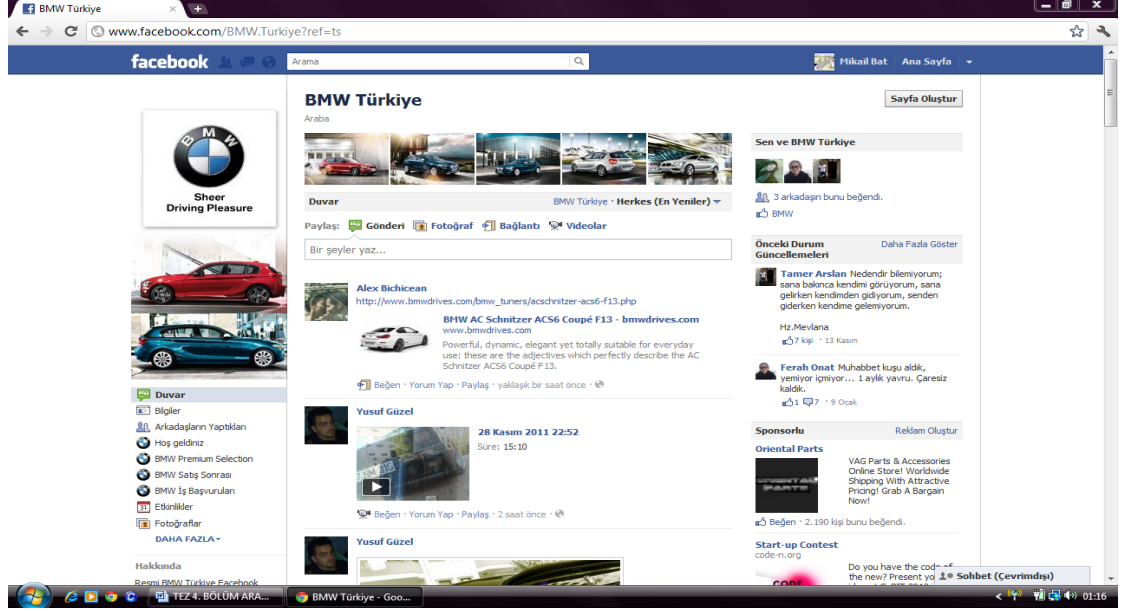 BMW Türkiye
www.facebook.com/BMW.Turkiye?ref=ts
facebook
Arama
Mikail Bat
Ana Sayfa
BMW
Sheer
Driving Pleasure
Duvar
Bilgiler
Arkadaşların Yaptıkları
Hoş geldiniz
BMW Premium Selection
BMW Satış Sonrası
BMW İş Başvuruları
31 Etkinlikler
Fotoğraflar
DAHA FAZLA
Hakkında
Resmi BMW Türkiye Facebook
BMW Türkiye
Araba
Duvar
BMW Türkiye · Herkes (En Yeniler)
Paylaş: Gönderi Fotoğraf Bağlantı Videolar
Bir şeyler yaz...
Alex Bichicean
http://www.bmwdrives.com/bmw_tuners/acschnitzer-acs6-f13.php
BMW AC Schnitzer ACS6 Coupé F13 - bmwdrives.com
www.bmwdrives.com
Powerful, dynamic, elegant yet totally suitable for everyday
use: these are the adjectives which perfectly describe the AC
Schnitzer ACS6 Coupé F13.
Beğen · Yorum Yap · Paylaş · yaklaşık bir saat önce ·
Yusuf Güzel
28 Kasım 2011 22:52
Süre: 15:10
Beğen · Yorum Yap · Paylaş · 2 saat önce ·
Yusuf Güzel
Sayfa Oluştur
Sen ve BMW Türkiye
3 arkadaşın bunu beğendi.
BMW
Önceki Durum
Güncellemeleri
Daha Fazla Göster
Tamer Arslan Nedendir bilemiyorum;
sana bakınca kendimi görüyorum, sana
gelirken kendimden gidiyorum, senden
giderken kendime gelemiyorum.
Hz.Mevlana
7 kişi · 13 Kasım
Ferah Onat Muhabbet kuşu aldık,
yemiyor içmiyor... 1 aylık yavru. Çaresiz
kaldık.
1 7 · 9 Ocak
Sponsorlu
Reklam Oluştur
Oriental Parts
ORIENTAL
PARTS
VAG Parts & Accessories
Online Store! Worldwide
Shipping With Attractive
Pricing! Grab A Bargain
Now!
Beğen · 2.190 kişi bunu beğendi.
Start-up Contest
code-n.org
CODE
Do you have the code of
the new? Present yo
Sohbet (Çevrimdışı)
TEZ 4. BÖLÜM ARA...
BMW Türkiye - Goo...
01:16